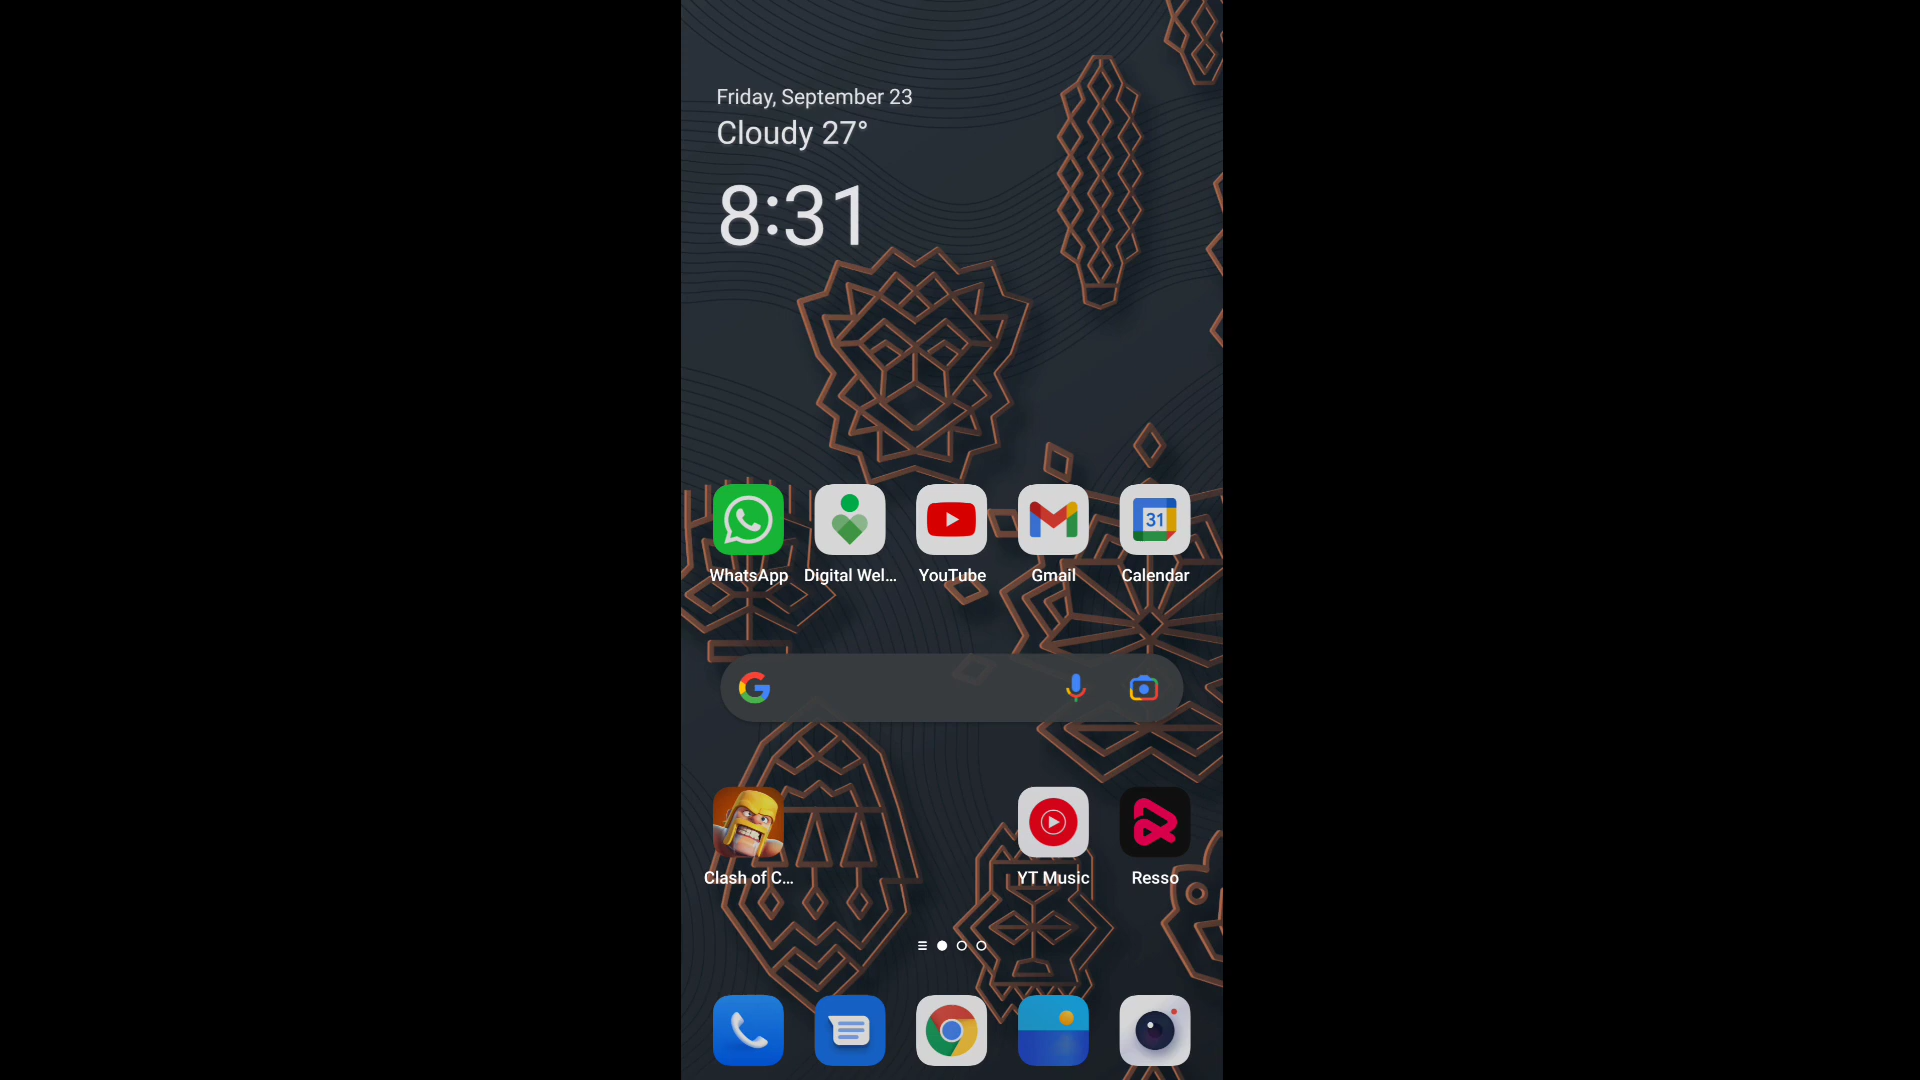 Friday, September 23
Cloudy 27°
8:31
31
WhatsApp
Digital Wel...
YouTube
Gmail
Calendar
Clash of C...
YT Music
Resso